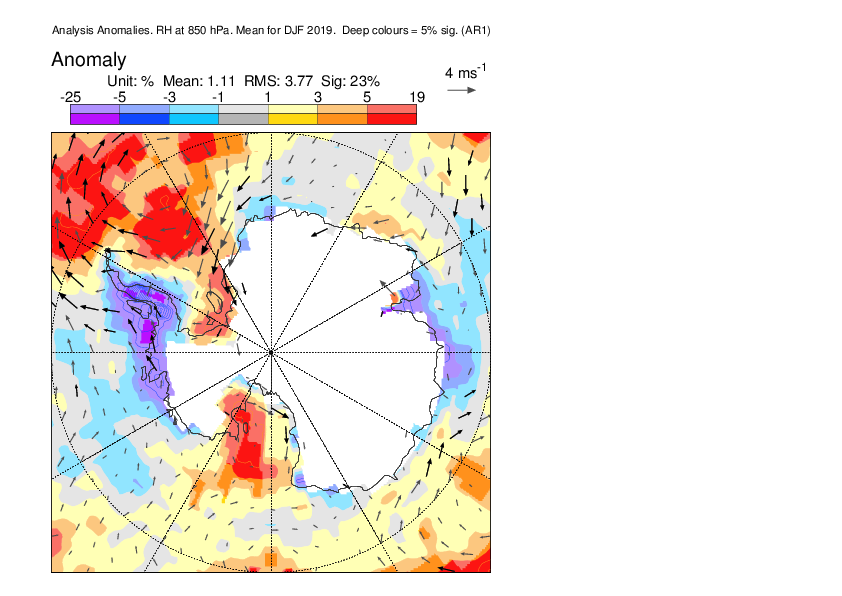 Analysis Anomalies. RH at 850 hPa. Mean for DJF 2019. Deep colours = 5% sig. (AR1)
Anomaly
Unit: % Mean: 1.11 RMS: 3.77 Sig: 23%
4 ms-1
-25 -5 -3 -1 1 3 5 19